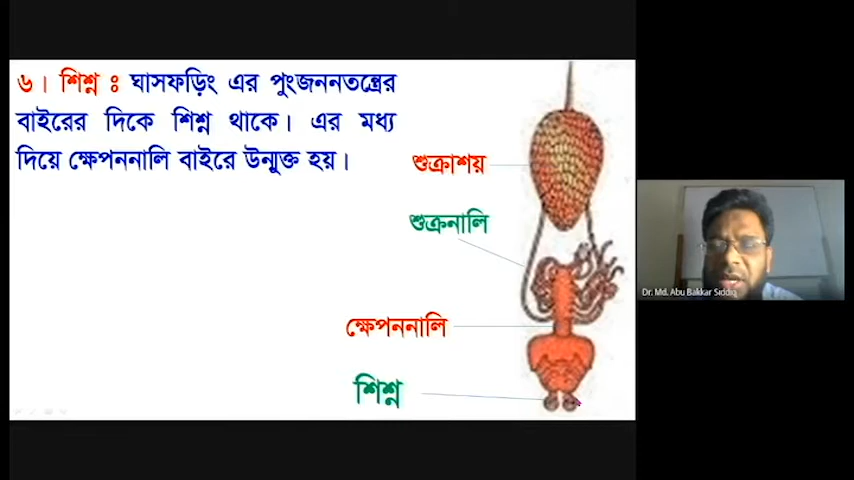 ৬। শিশ্ন ঃ ঘাসফড়িং এর পুংজননতন্ত্রের
বাইরের দিকে শিশ্ন থাকে। এর মধ্য
দিয়ে ক্ষেপননালি বাইরে উন্মুক্ত হয়।
শুক্রাশয়
শুক্রনালি
ক্ষেপননালি
শিশ্ন
Dr. Md. Abu Bakkar Siddiq